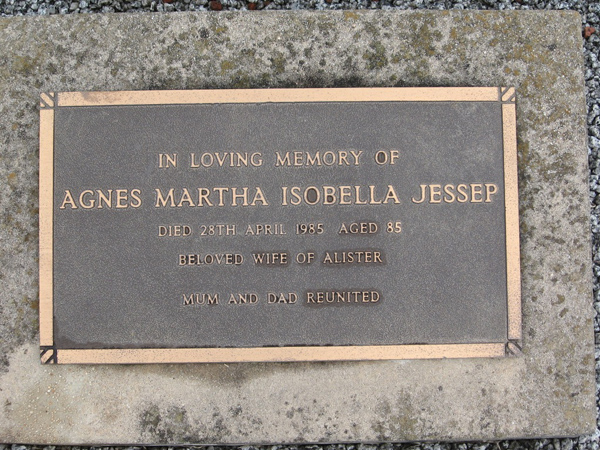 IN LOVING MEMORY OF
AGNES MARTHA ISOBELLA JESSEP
DIED 28TH APRIL 1985 AGED 85
BELOVED WIFE OF ALISTER
MUM AND DAD REUNITED